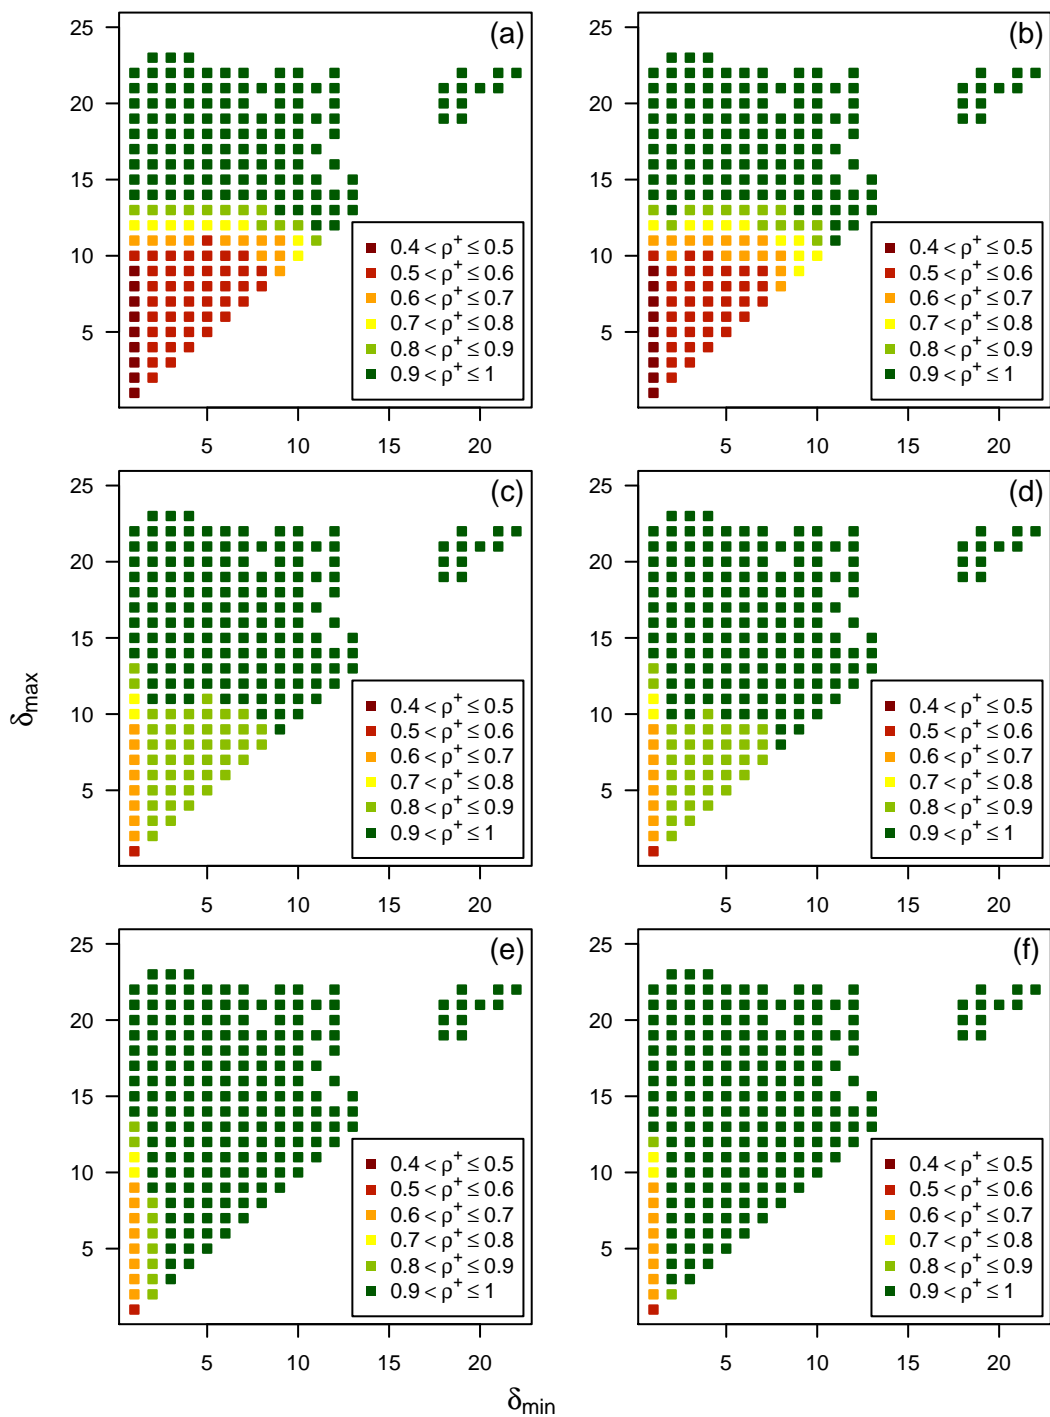 (a)
25
20
15
10
5
0.4 < ρ⁺ ≤ 0.5
0.5 < ρ⁺ ≤ 0.6
0.6 < ρ⁺ ≤ 0.7
0.7 < ρ⁺ ≤ 0.8
0.8 < ρ⁺ ≤ 0.9
0.9 < ρ⁺ ≤ 1
5 10 15 20
(b)
25
20
15
10
5
0.4 < ρ⁺ ≤ 0.5
0.5 < ρ⁺ ≤ 0.6
0.6 < ρ⁺ ≤ 0.7
0.7 < ρ⁺ ≤ 0.8
0.8 < ρ⁺ ≤ 0.9
0.9 < ρ⁺ ≤ 1
5 10 15 20
δmax
(c)
25
20
15
10
5
0.4 < ρ⁺ ≤ 0.5
0.5 < ρ⁺ ≤ 0.6
0.6 < ρ⁺ ≤ 0.7
0.7 < ρ⁺ ≤ 0.8
0.8 < ρ⁺ ≤ 0.9
0.9 < ρ⁺ ≤ 1
5 10 15 20
(d)
25
20
15
10
5
0.4 < ρ⁺ ≤ 0.5
0.5 < ρ⁺ ≤ 0.6
0.6 < ρ⁺ ≤ 0.7
0.7 < ρ⁺ ≤ 0.8
0.8 < ρ⁺ ≤ 0.9
0.9 < ρ⁺ ≤ 1
5 10 15 20
(e)
25
20
15
10
5
0.4 < ρ⁺ ≤ 0.5
0.5 < ρ⁺ ≤ 0.6
0.6 < ρ⁺ ≤ 0.7
0.7 < ρ⁺ ≤ 0.8
0.8 < ρ⁺ ≤ 0.9
0.9 < ρ⁺ ≤ 1
5 10 15 20
(f)
25
20
15
10
5
0.4 < ρ⁺ ≤ 0.5
0.5 < ρ⁺ ≤ 0.6
0.6 < ρ⁺ ≤ 0.7
0.7 < ρ⁺ ≤ 0.8
0.8 < ρ⁺ ≤ 0.9
0.9 < ρ⁺ ≤ 1
5 10 15 20
δmin